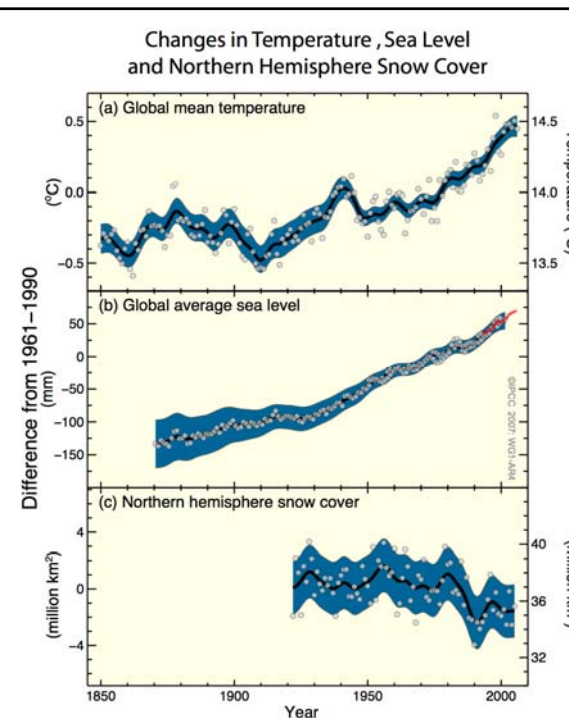 Changes in Temperature , Sea Level
and Northern Hemisphere Snow Cover
(a) Global mean temperature
0.5
0.0
−0.5
(°C)
14.5
14.0
13.5
(b) Global average sea level
50
0
−50
−100
−150
(mm)
Difference from 1961–1990
©IPCC 2007: WG1-AR4
(c) Northern hemisphere snow cover
4
0
−4
(million km²)
40
36
32
1850
1900
1950
2000
Year